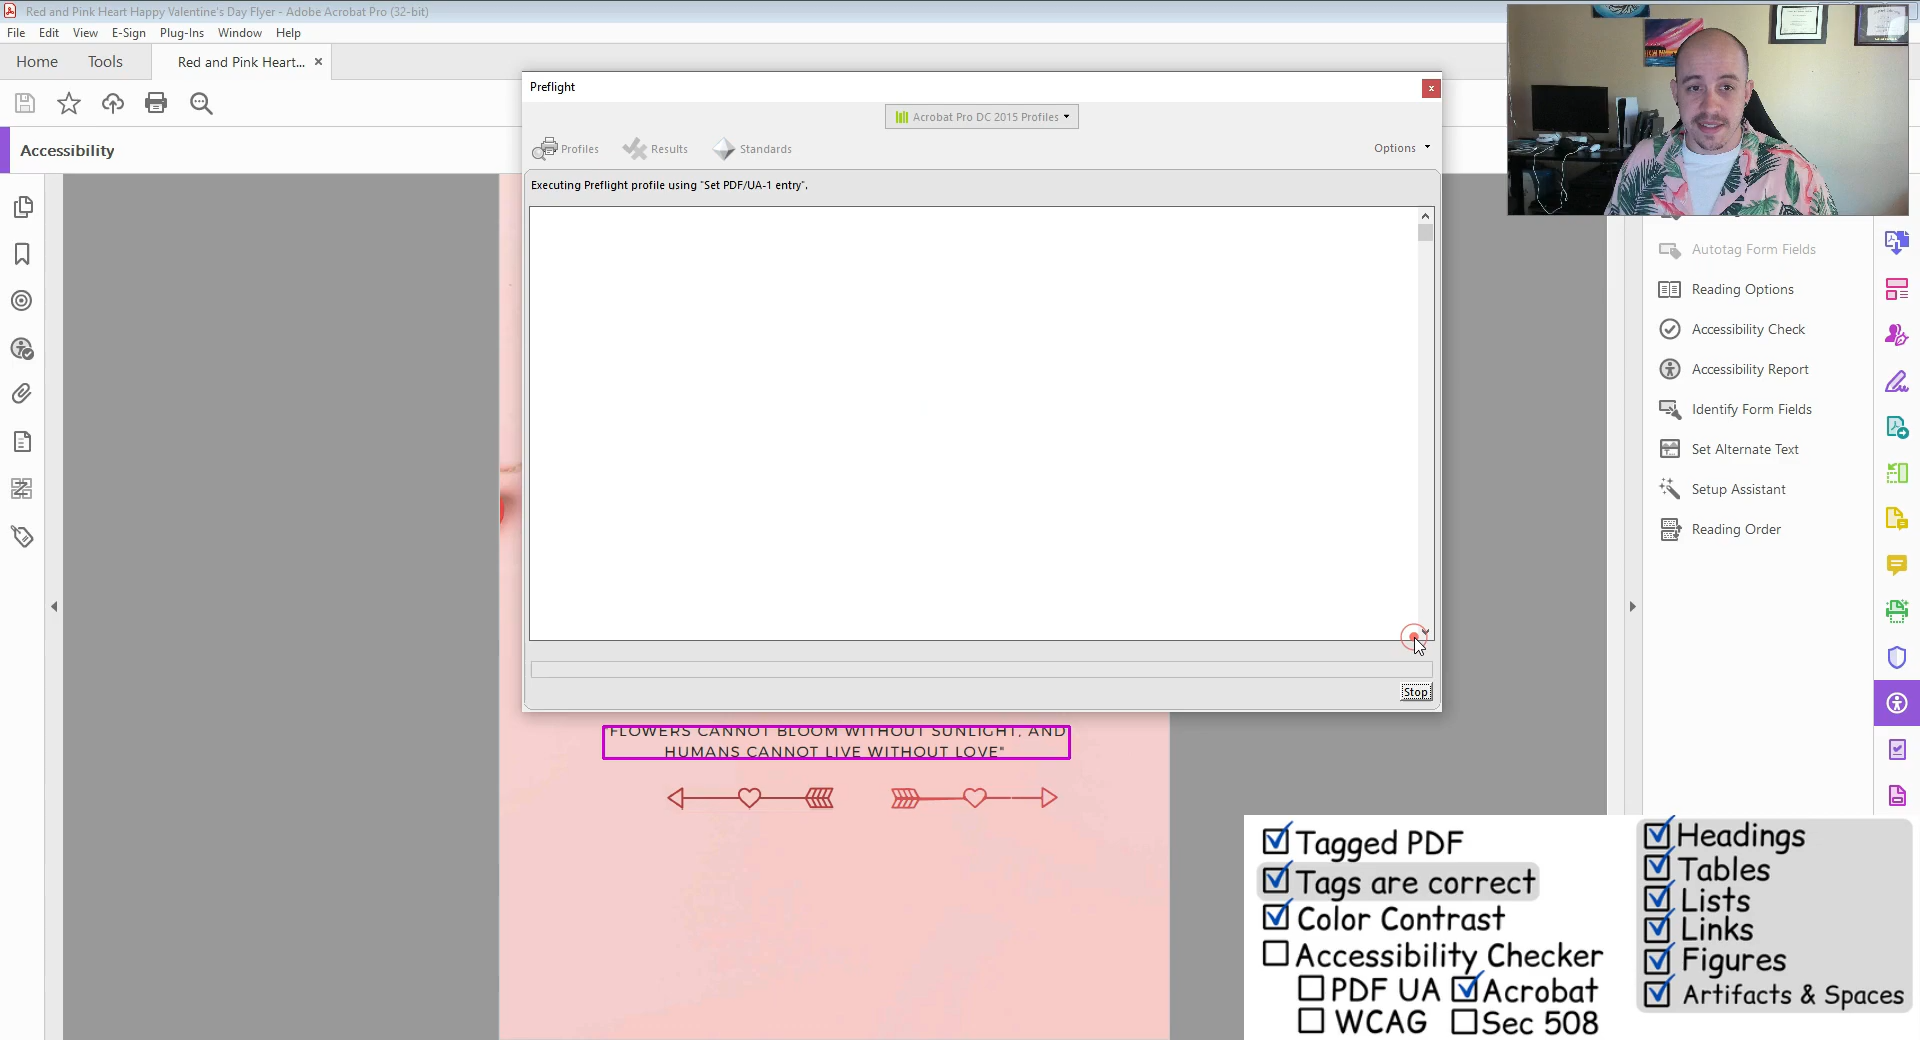 Red and Pink Heart Happy Valentine's Day Flyer - Adobe Acrobat Pro (32-bit)
File Edit View E-Sign Plug-Ins Window Help
Home Tools Red and Pink Heart... ×
Accessibility
Preflight
x
Acrobat Pro DC 2015 Profiles
Profiles Results Standards Options
Executing Preflight profile using "Set PDF/UA-1 entry".
Stop
Autotag Form Fields
Reading Options
Accessibility Check
Accessibility Report
Identify Form Fields
Set Alternate Text
Setup Assistant
Reading Order
"FLOWERS CANNOT BLOOM WITHOUT SUNLIGHT, AND
HUMANS CANNOT LIVE WITHOUT LOVE"
Tagged PDF
Tags are correct
Color Contrast
Accessibility Checker
PDF UA Acrobat
WCAG Sec 508
Headings
Tables
Lists
Links
Figures
Artifacts & Spaces